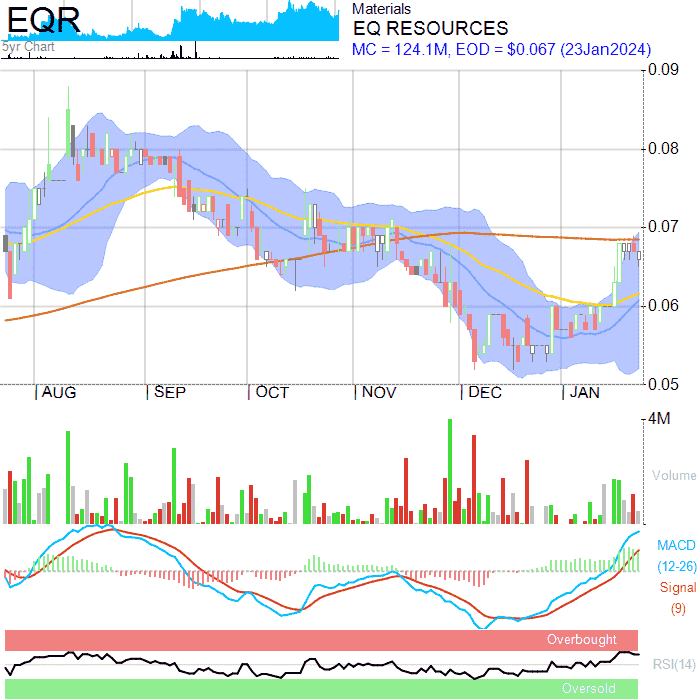 EQR
5yr Chart
Materials
EQ RESOURCES
MC = 124.1M, EOD = $0.067 (23Jan2024)
0.09
0.08
0.07
0.06
0.05
AUG SEP OCT NOV DEC JAN
4M
Volume
MACD
(12-26)
Signal
(9)
Overbought
RSI(14)
Oversold